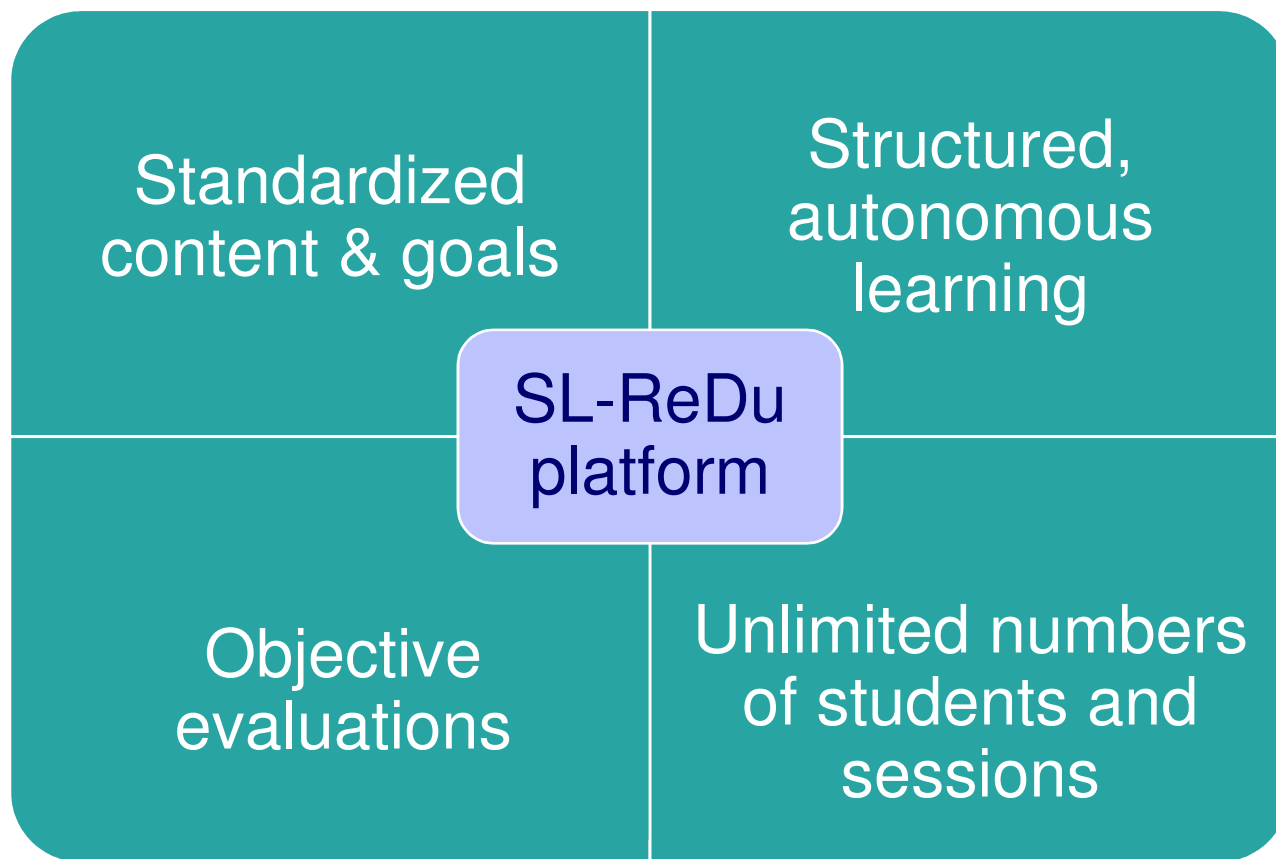 Standardized
content & goals
Structured,
autonomous
learning
SL-ReDu
platform
Objective
evaluations
Unlimited numbers
of students and
sessions